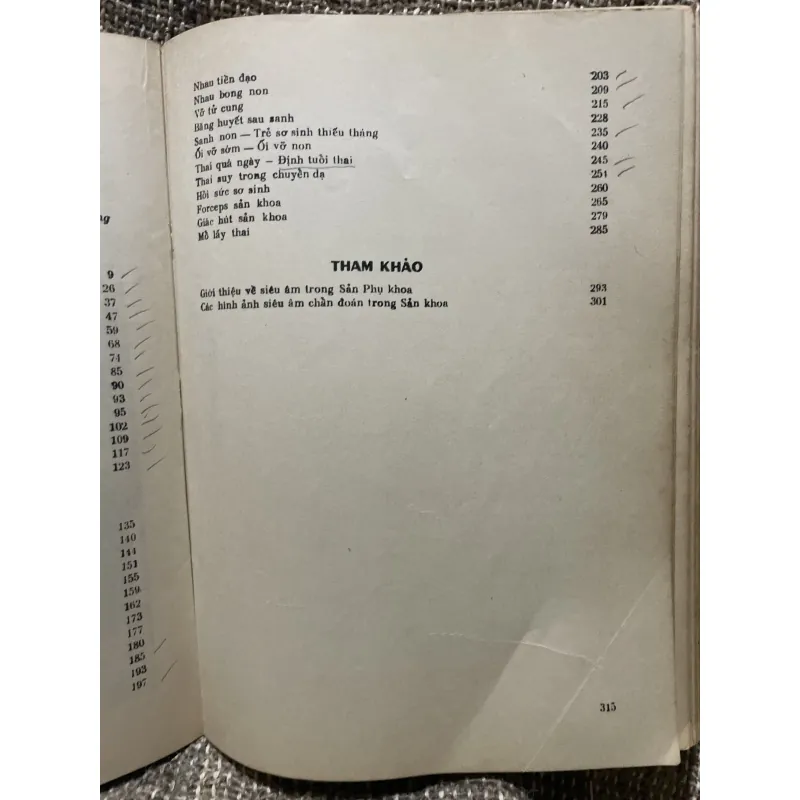 ng
9
26
37
47
59
68
74
85
90
93
95
102
109
117
123
135
140
144
151
155
159
162
173
177
180
185
193
197
Nhau tiền đạo 203
Nhau bong non 209
Vỡ tử cung 215
Băng huyết sau sanh 228
Sanh non — Trẻ sơ sinh thiếu tháng 235
Ối vỡ sớm — Ối vỡ non 240
Thai quá ngày — Định tuổi thai 245
Thai suy trong chuyển dạ 251
Hồi sức sơ sinh 260
Forceps sản khoa 265
Giác hút sản khoa 279
Mổ lấy thai 285
THAM KHẢO
Giới thiệu về siêu âm trong Sản Phụ khoa 293
Các hình ảnh siêu âm chẩn đoán trong Sản khoa 301
315